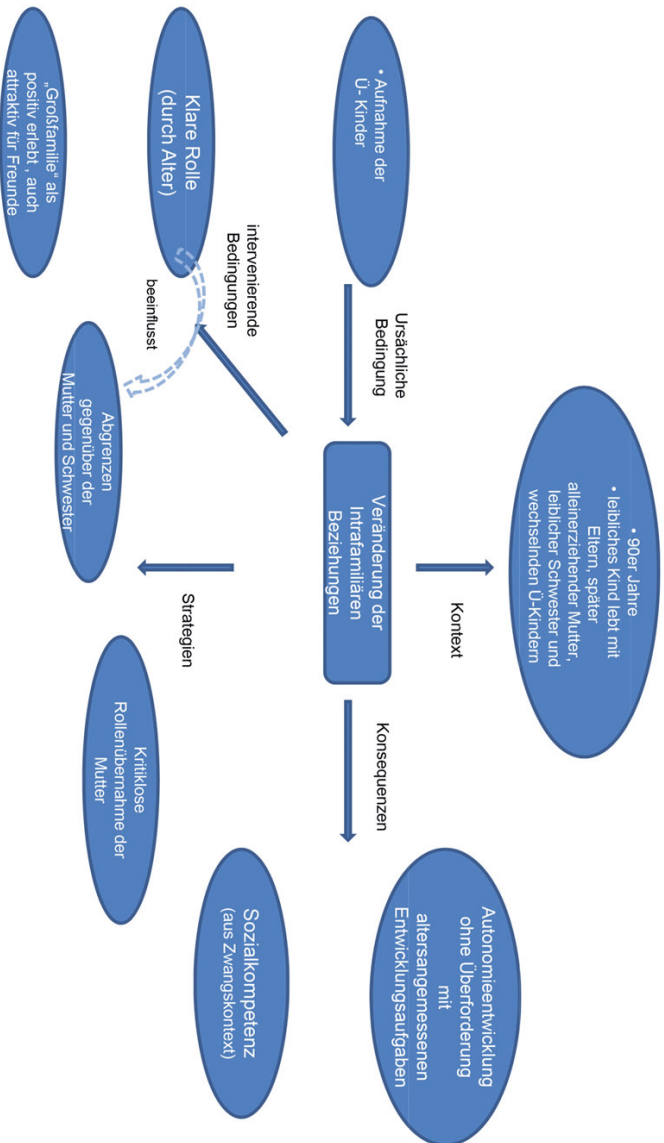 • 90er Jahre
• leibliches Kind lebt mit
Eltern, später
alleinerziehender Mutter,
leiblicher Schwester und
wechselnden Ü-Kindern
• Aufnahme der
Ü- Kinder
Ursächliche
Bedingung
Kontext
Veränderung der
Intrafamiliären
Beziehungen
Konsequenzen
Autonomieentwicklung
ohne Überforderung
mit
altersangemessenen
Entwicklungsaufgaben
Klare Rolle
(durch Alter)
intervenierende
Bedingungen
beeinflusst
Strategien
Sozialkompetenz
(aus Zwangskontext)
„Großfamilie“ als
positiv erlebt , auch
attraktiv für Freunde
Abgrenzen
gegenüber der
Mutter und Schwester
Kritiklose
Rollenübernahme der
Mutter